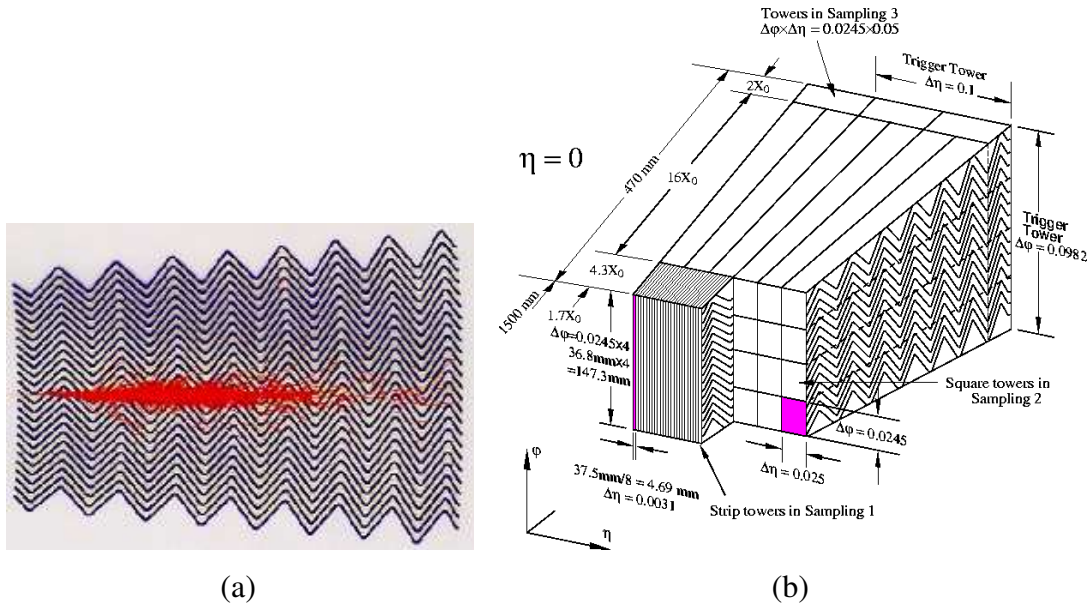 Towers in Sampling 3
Δφ×Δη = 0.0245×0.05
Trigger Tower
Δη = 0.1
2X₀
η = 0
470 mm
16X₀
Trigger
Tower
Δφ = 0.0982
4.3X₀
1500 mm
1.7X₀
Δφ=0.0245×4
36.8mm×4
=147.3mm
Square towers in
Sampling 2
Δφ = 0.0245
Δη = 0.025
37.5mm/8 = 4.69 mm
Δη = 0.0031
Strip towers in Sampling 1
φ
η
(a)
(b)